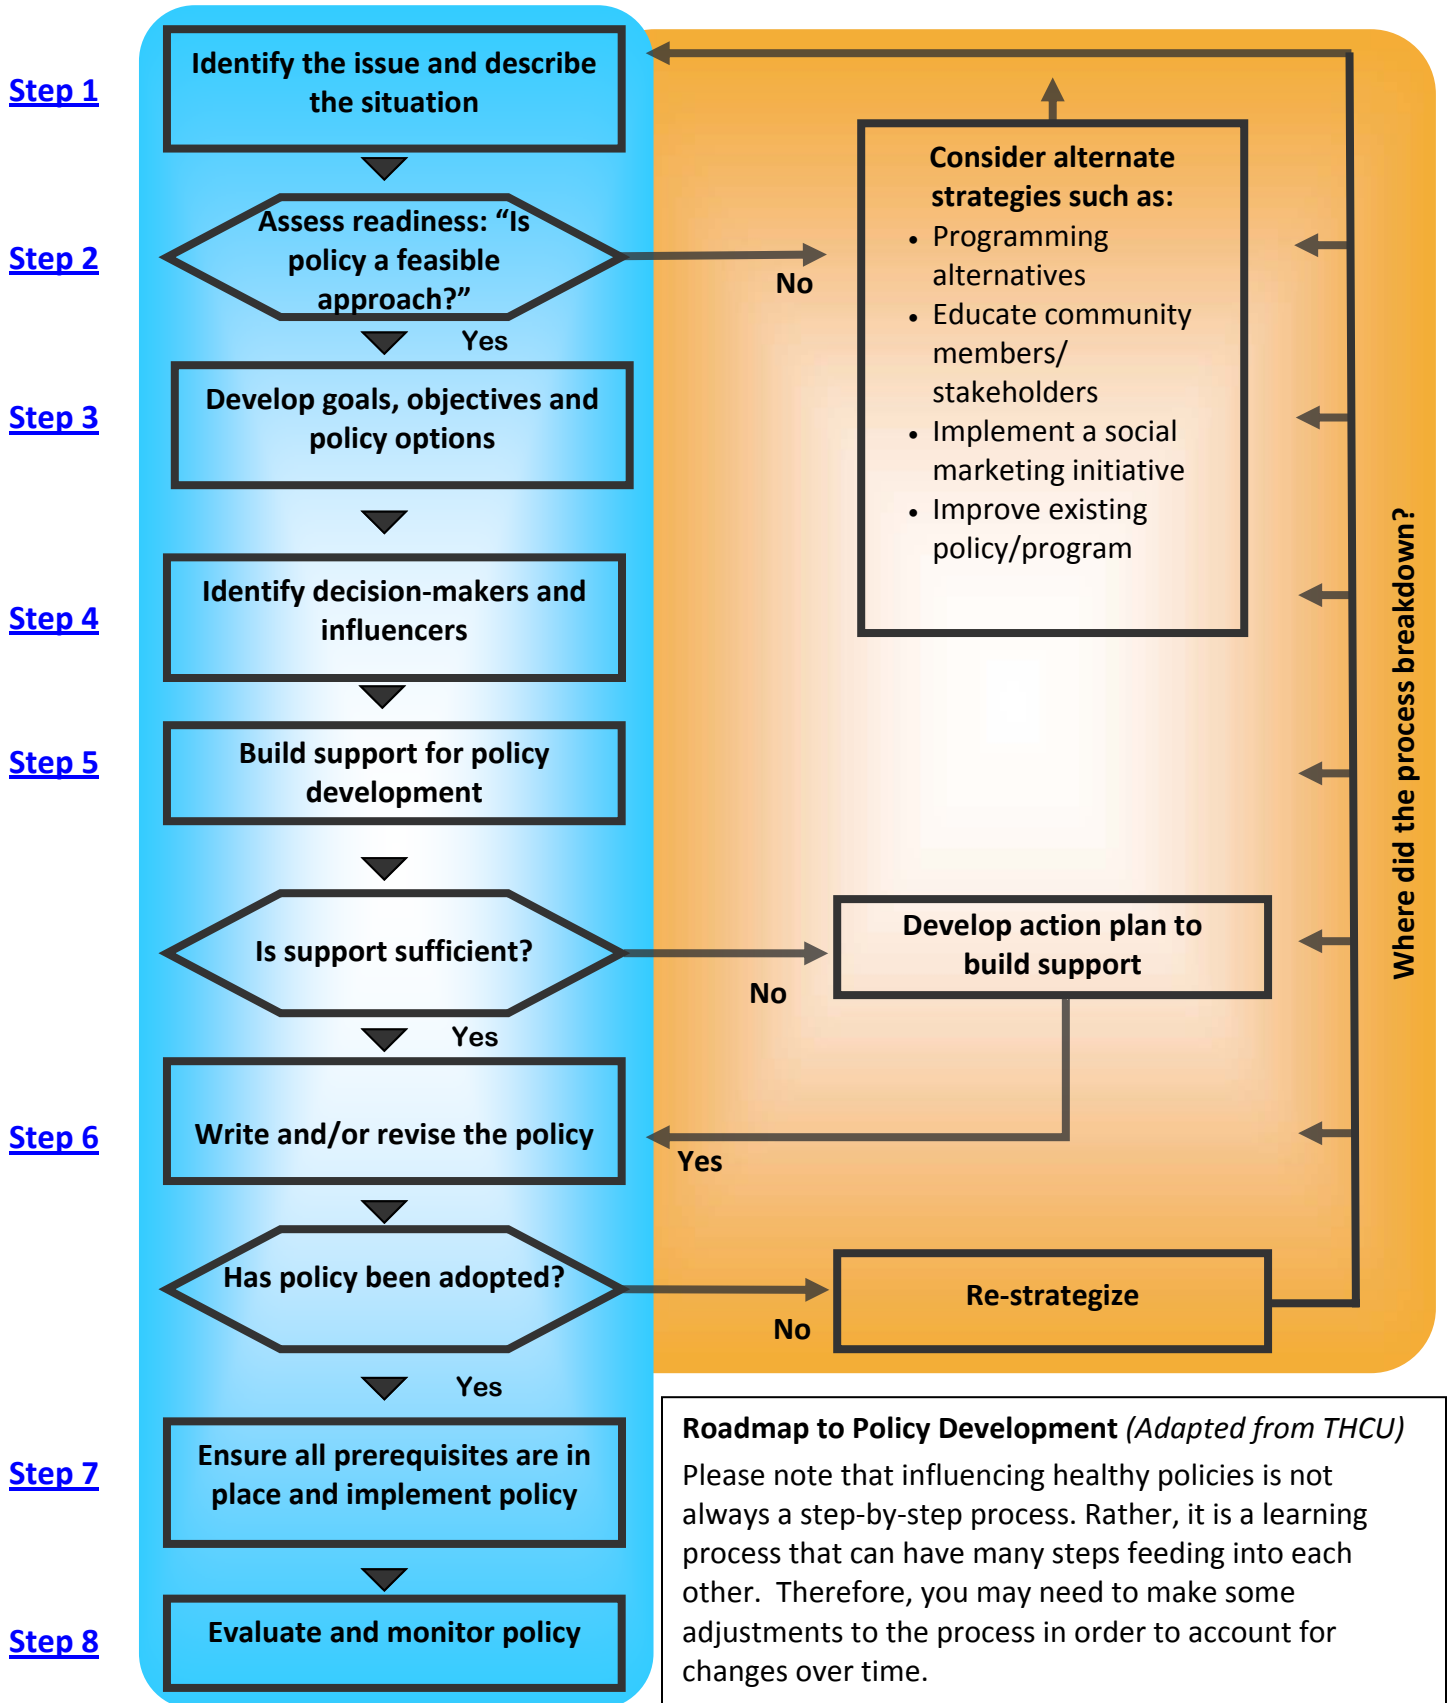 Step 1
Identify the issue and describe
the situation
Step 2
Assess readiness: “Is
policy a feasible
approach?”
No
Yes
Consider alternate
strategies such as:
• Programming
alternatives
• Educate community
members/
stakeholders
• Implement a social
marketing initiative
• Improve existing
policy/program
Step 3
Develop goals, objectives and
policy options
Step 4
Identify decision-makers and
influencers
Step 5
Build support for policy
development
Is support sufficient?
No
Yes
Develop action plan to
build support
Yes
Where did the process breakdown?
Step 6
Write and/or revise the policy
Has policy been adopted?
No
Yes
Re-strategize
Step 7
Ensure all prerequisites are in
place and implement policy
Step 8
Evaluate and monitor policy
Roadmap to Policy Development (Adapted from THCU)
Please note that influencing healthy policies is not
always a step-by-step process. Rather, it is a learning
process that can have many steps feeding into each
other.  Therefore, you may need to make some
adjustments to the process in order to account for
changes over time.